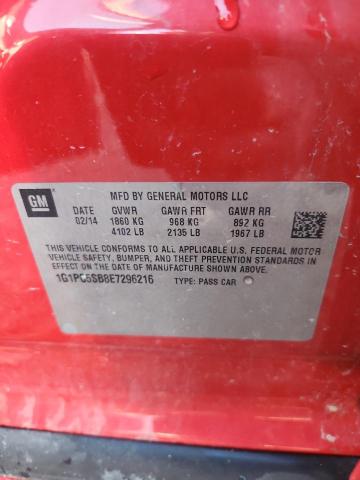 GM
MFD BY GENERAL MOTORS LLC
DATE GVWR GAWR FRT GAWR RR
02/14 1860 KG 968 KG 892 KG
4102 LB 2135 LB 1967 LB
THIS VEHICLE CONFORMS TO ALL APPLICABLE U.S. FEDERAL MOTOR
VEHICLE SAFETY, BUMPER, AND THEFT PREVENTION STANDARDS
IN EFFECT ON THE DATE OF MANUFACTURE SHOWN ABOVE.
1G1PC5SB8E7296216 TYPE: PASS CAR